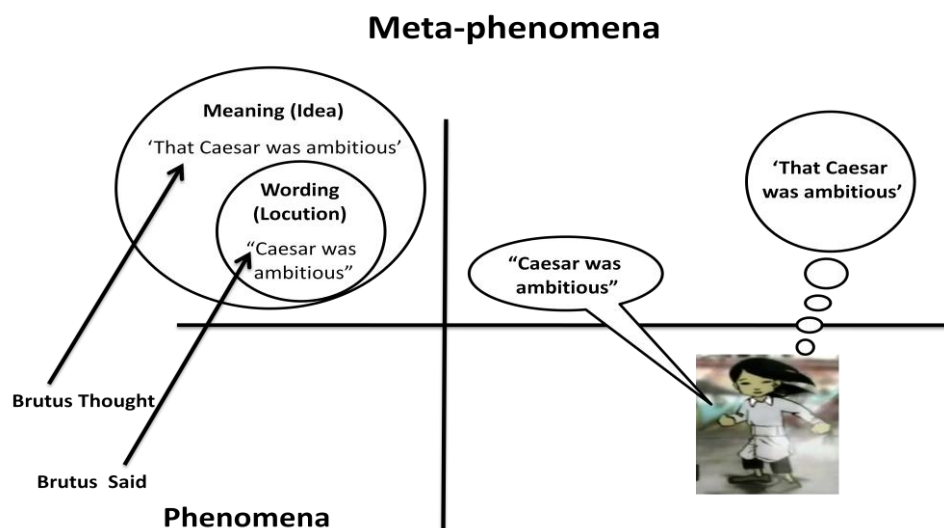 Meta-phenomena
Meaning (Idea)
‘That Caesar was ambitious’
Wording
(Locution)
“Caesar was
ambitious”
Brutus Thought
Brutus Said
Phenomena
“Caesar was
ambitious”
‘That Caesar
was ambitious’